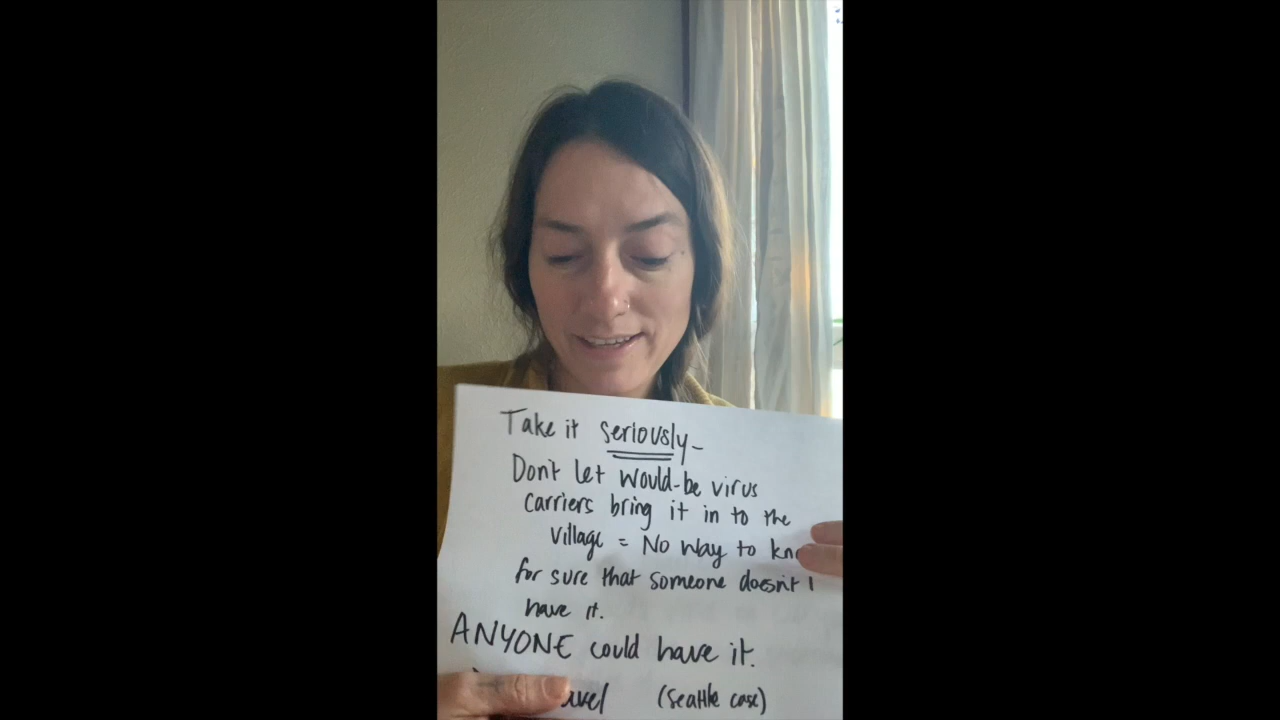 Take it seriously-
Don't let would-be virus
carriers bring it in to the
village = No way to
for sure that someone doesn't
have it.
ANYONE could have it.
(Seattle case)